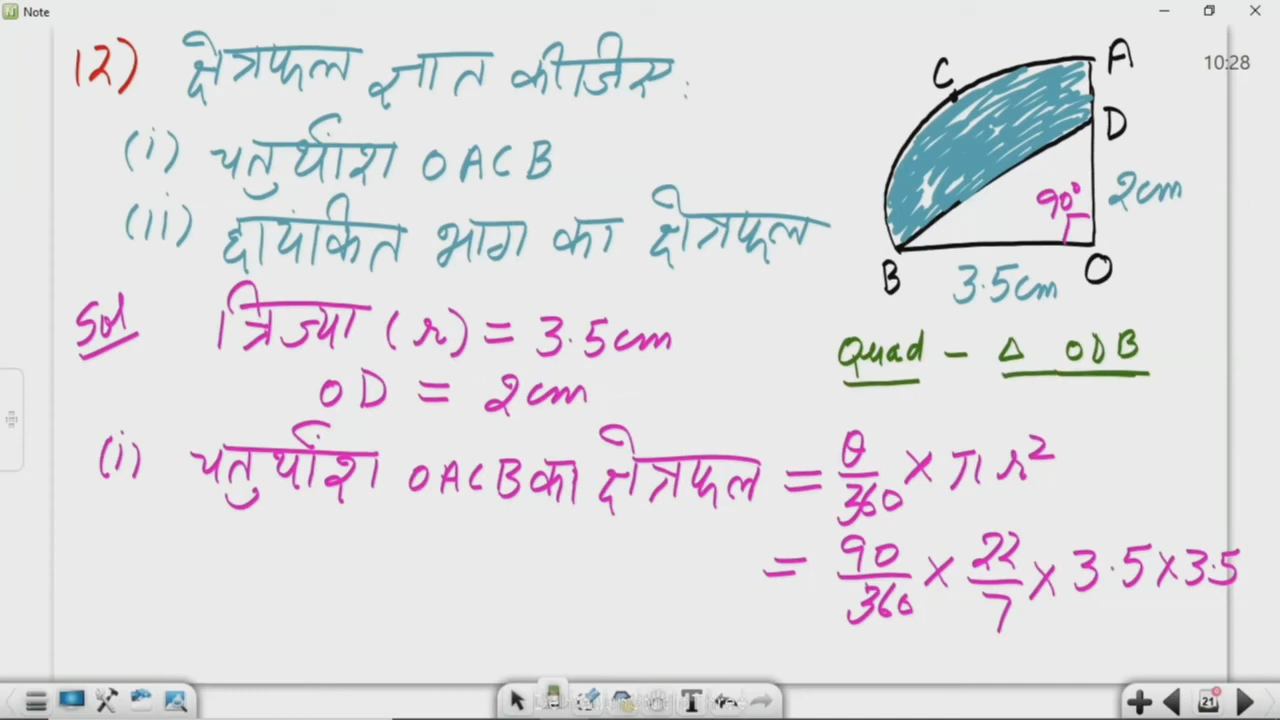 Note
10:28
12) क्षेत्रफल ज्ञात कीजिए :
(i) चतुर्थांश OACB
(ii) छायांकित भाग का क्षेत्रफल
C A
D
90° 2cm
B 3.5cm O
Sol त्रिज्या (r) = 3.5cm
Quad - Δ ODB
OD = 2cm
(i) चतुर्थांश OACB का क्षेत्रफल = θ/360 × π r²
= 90/360 × 22/7 × 3.5 × 3.5
T
21